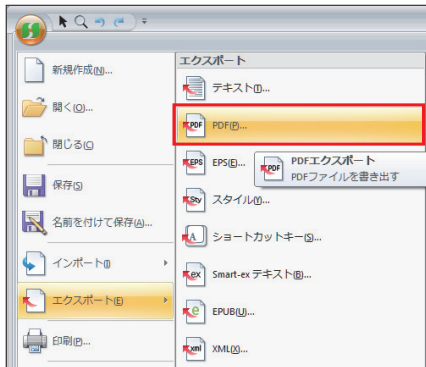 新規作成(N)...
開く(O)...
閉じる(C)
保存(S)
名前を付けて保存(A)...
インポート(I)
エクスポート(E)
印刷(P)...
エクスポート
テキスト(T)...
PDF(P)...
EPS(E)...
PDFエクスポート
PDFファイルを書き出す
スタイル(Y)...
ショートカットキー(S)...
Smart-ex テキスト(B)...
EPUB(U)...
XML(X)...